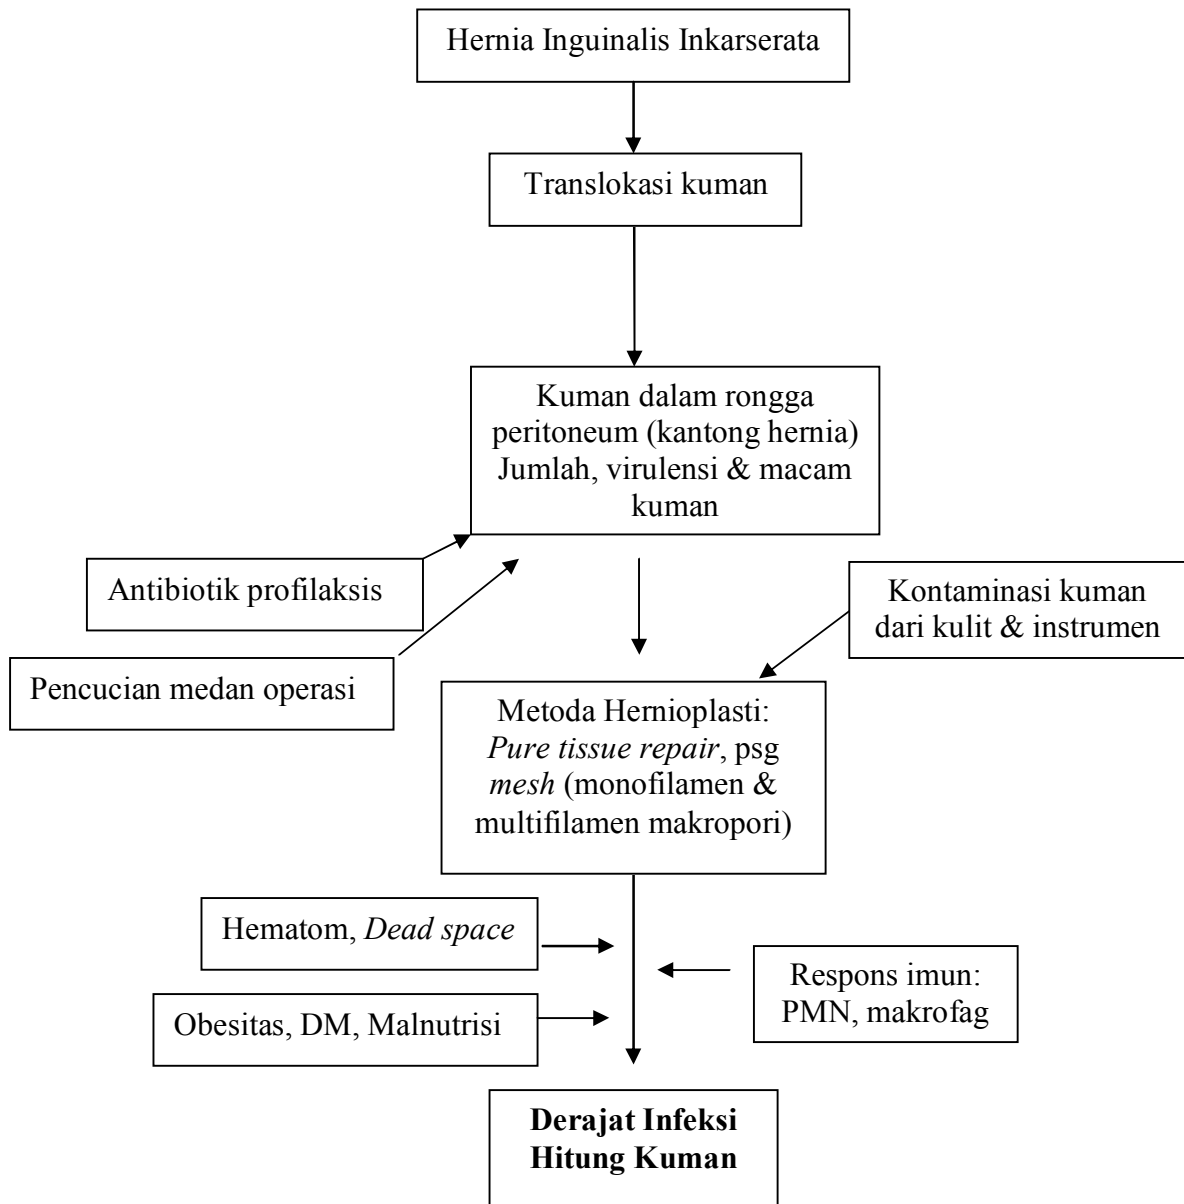 Hernia Inguinalis Inkarserata
Translokasi kuman
Kuman dalam rongga
peritoneum (kantong hernia)
Jumlah, virulensi & macam
kuman
Antibiotik profilaksis
Kontaminasi kuman
dari kulit & instrumen
Pencucian medan operasi
Metoda Hernioplasti:
Pure tissue repair, psg
mesh (monofilamen &
multifilamen makropori)
Hematom, Dead space
Respons imun:
PMN, makrofag
Obesitas, DM, Malnutrisi
Derajat Infeksi
Hitung Kuman